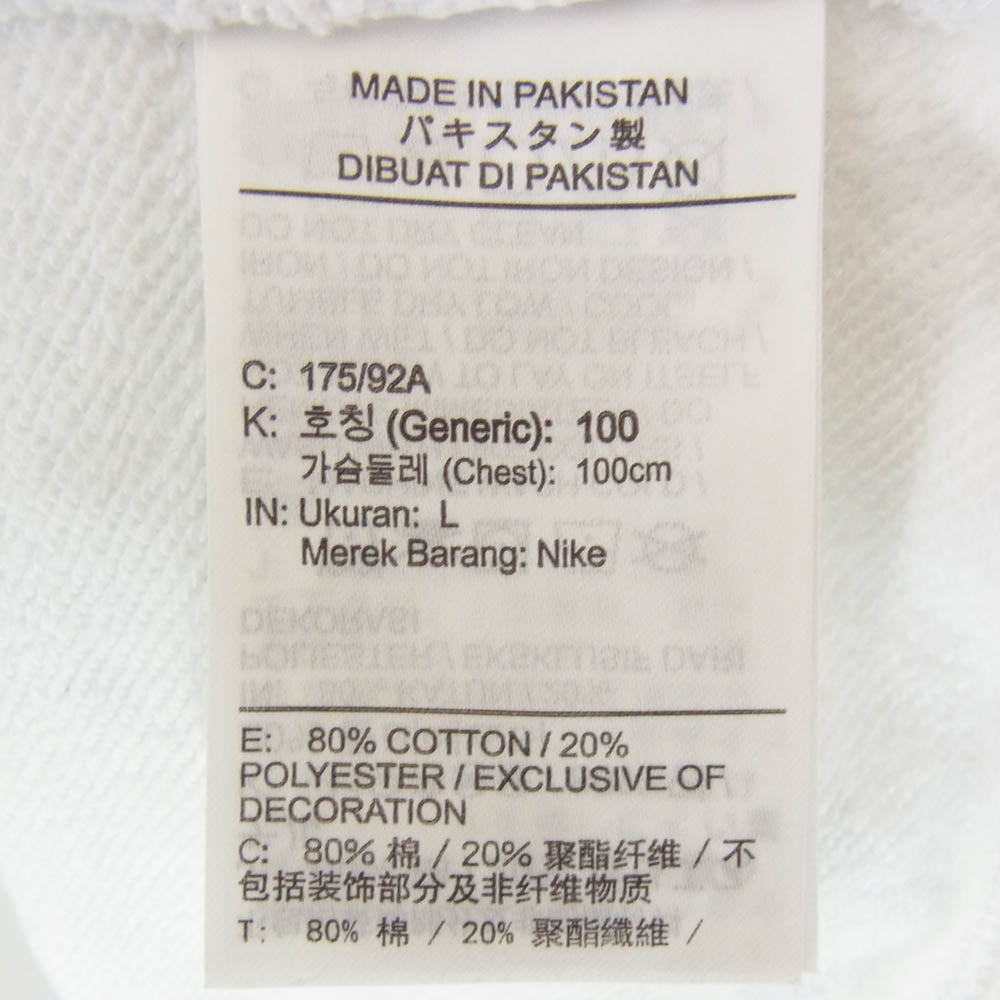 MADE IN PAKISTAN
パキスタン製
DIBUAT DI PAKISTAN
C: 175/92A
K: 호칭 (Generic): 100
가슴둘레 (Chest): 100cm
IN: Ukuran: L
Merek Barang: Nike
E: 80% COTTON / 20%
POLYESTER / EXCLUSIVE OF
DECORATION
C: 80% 棉 / 20% 聚酯纤维 / 不
包括装饰部分及非纤维物质
T: 80% 棉 / 20% 聚酯纖維 /